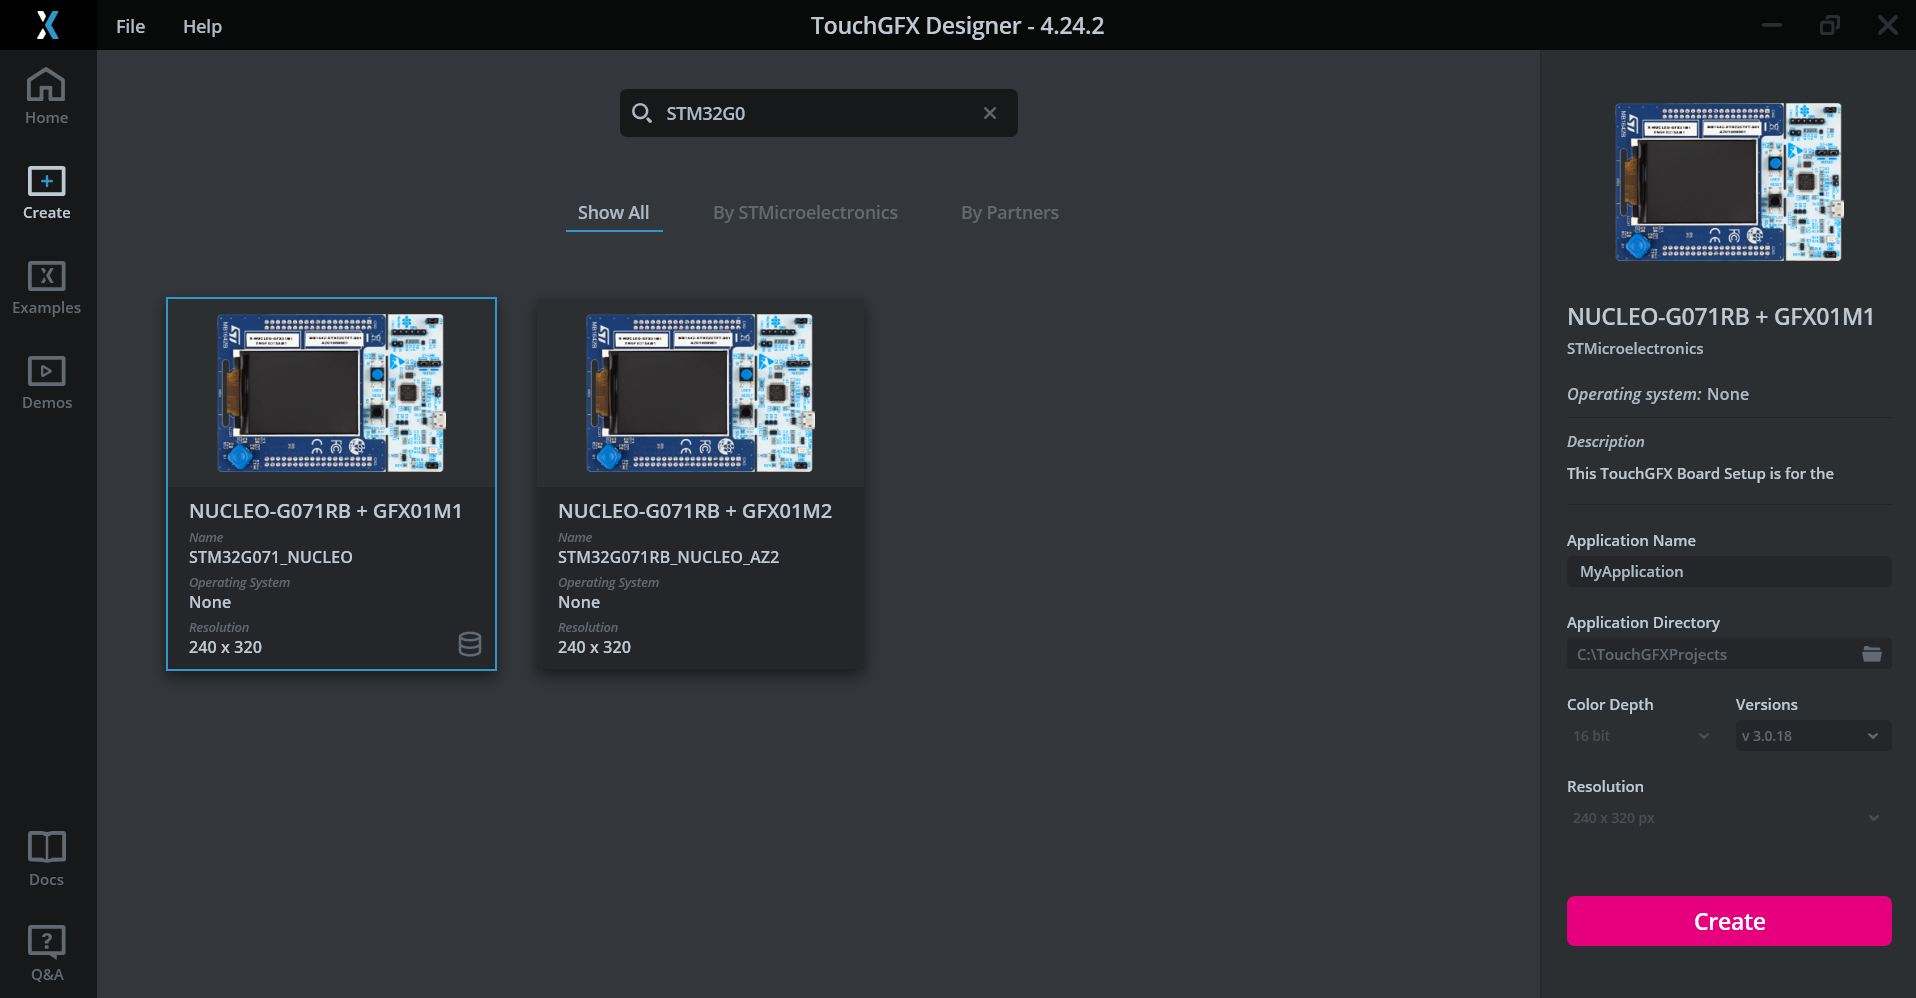 File
Help
TouchGFX Designer - 4.24.2
Home
Create
Examples
Demos
Docs
Q&A
STM32G0
Show All
By STMicroelectronics
By Partners
NUCLEO-G071RB + GFX01M1
Name
STM32G071_NUCLEO
Operating System
None
Resolution
240 x 320
NUCLEO-G071RB + GFX01M2
Name
STM32G071RB_NUCLEO_AZ2
Operating System
None
Resolution
240 x 320
NUCLEO-G071RB + GFX01M1
STMicroelectronics
Operating system: None
Description
This TouchGFX Board Setup is for the
Application Name
MyApplication
Application Directory
C:\TouchGFXProjects
Color Depth
Versions
16 bit
v 3.0.18
Resolution
240 x 320 px
Create